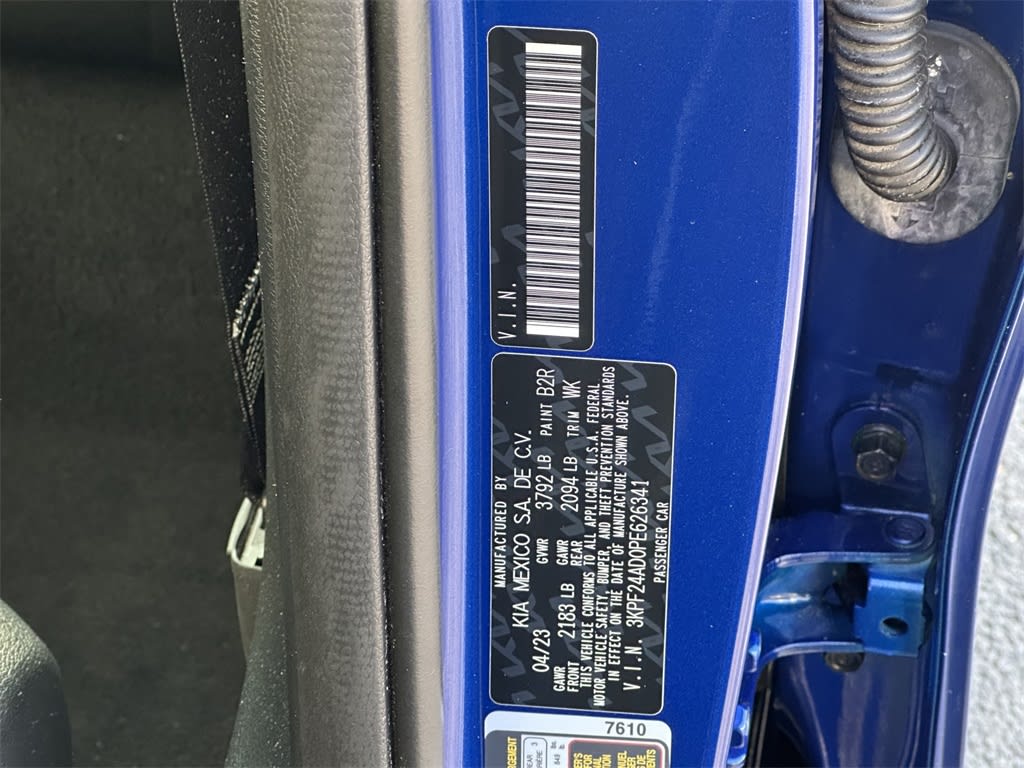 V.I.N.
MANUFACTURED BY
KIA MEXICO S.A. DE C.V.
04/23 GVWR 3792 LB PAINT B2R
GAWR FRONT 2183 LB GAWR REAR 2094 LB TRIM WK
THIS VEHICLE CONFORMS TO ALL APPLICABLE U.S.A. FEDERAL
MOTOR VEHICLE SAFETY, BUMPER, AND THEFT PREVENTION STANDARDS
IN EFFECT ON THE DATE OF MANUFACTURE SHOWN ABOVE.
V.I.N. 3KPF24AD0PE626341
PASSENGER CAR
7610